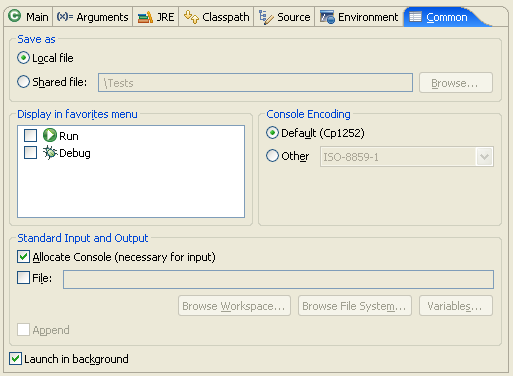 Main (x)= Arguments JRE Classpath Source Environment Common
Save as
Local file
Shared file: \Tests Browse...
Display in favorites menu
Run
Debug
Console Encoding
Default (Cp1252)
Other ISO-8859-1
Standard Input and Output
Allocate Console (necessary for input)
File:
Browse Workspace... Browse File System... Variables...
Append
Launch in background